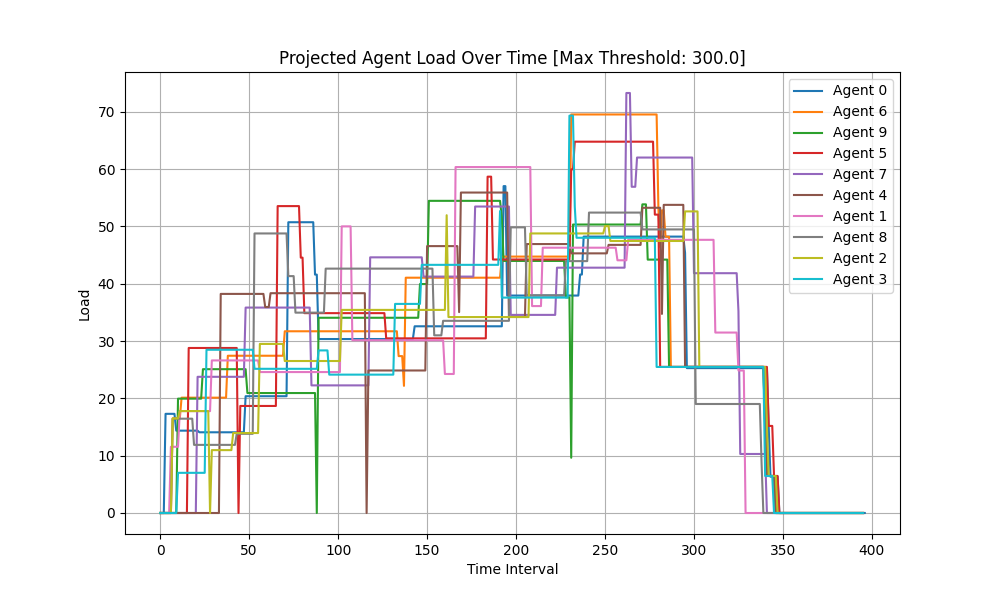 Projected Agent Load Over Time [Max Threshold: 300.0]
Load
70
60
50
40
30
20
10
0
0 50 100 150 200 250 300 350 400
Time Interval
Agent 0
Agent 6
Agent 9
Agent 5
Agent 7
Agent 4
Agent 1
Agent 8
Agent 2
Agent 3